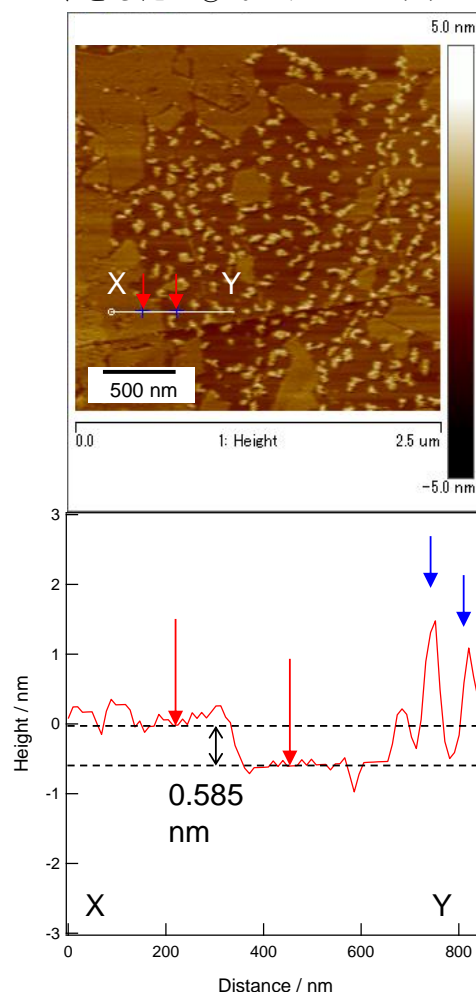 5.0 nm
X
Y
500 nm
0.0
1: Height
2.5 um
-5.0 nm
3
2
1
0
-1
-2
-3
Height / nm
0.585
nm
X
Y
0
200
400
600
800
Distance / nm